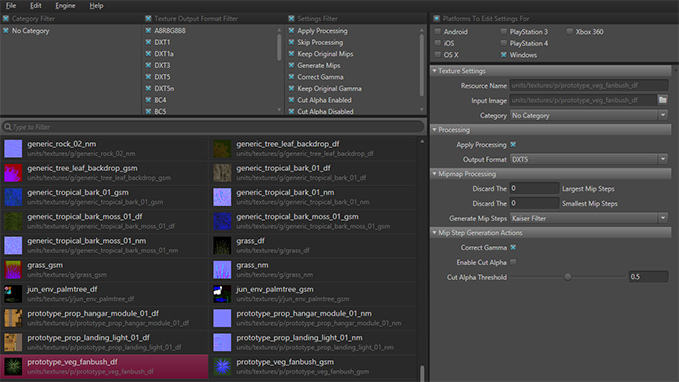 File Edit Engine Help
Category Filter
No Category
Texture Output Format Filter
A8R8G8B8
DXT1
DXT1a
DXT3
DXT5
DXT5n
BC4
BC5
Settings Filter
Apply Processing
Skip Processing
Keep Original Mips
Generate Mips
Correct Gamma
Keep Original Gamma
Cut Alpha Enabled
Cut Alpha Disabled
Type to Filter
generic_rock_02_nm
units/textures/g/generic_rock_02_nm
generic_tree_leaf_backdrop_df
units/textures/g/generic_tree_leaf_backdrop_df
generic_tree_leaf_backdrop_gsm
units/textures/g/generic_tree_leaf_backdrop_gsm
generic_tropical_bark_01_df
units/textures/g/generic_tropical_bark_01_df
generic_tropical_bark_01_gsm
units/textures/g/generic_tropical_bark_01_gsm
generic_tropical_bark_01_nm
units/textures/g/generic_tropical_bark_01_nm
generic_tropical_bark_moss_01_df
units/textures/g/generic_tropical_bark_moss_01_df
generic_tropical_bark_moss_01_gsm
units/textures/g/generic_tropical_bark_moss_01_gsm
generic_tropical_bark_moss_01_nm
units/textures/g/generic_tropical_bark_moss_01_nm
grass_df
units/textures/g/grass_df
grass_gsm
units/textures/g/grass_gsm
grass_nm
units/textures/g/grass_nm
jun_env_palmtree_df
units/textures/j/jun_env_palmtree_df
jun_env_palmtree_gsm
units/textures/j/jun_env_palmtree_gsm
prototype_prop_hangar_module_01_df
units/textures/p/prototype_prop_hangar_module_01_df
prototype_prop_hangar_module_01_nm
units/textures/p/prototype_prop_hangar_module_01_nm
prototype_prop_landing_light_01_df
units/textures/p/prototype_prop_landing_light_01_df
prototype_prop_landing_light_01_nm
units/textures/p/prototype_prop_landing_light_01_nm
prototype_veg_fanbush_df
units/textures/p/prototype_veg_fanbush_df
prototype_veg_fanbush_gsm
units/textures/p/prototype_veg_fanbush_gsm
Platforms To Edit Settings For
Android PlayStation 3 Xbox 360
iOS PlayStation 4
OS X Windows
Texture Settings
Resource Name units/textures/p/prototype_veg_fanbush_df
Input Image units/textures/p/prototype_veg_fanbush_df
Category No Category
Processing
Apply Processing
Output Format DXT5
Mipmap Processing
Discard The 0 Largest Mip Steps
Discard The 0 Smallest Mip Steps
Generate Mip Steps Kaiser Filter
Mip Step Generation Actions
Correct Gamma
Enable Cut Alpha
Cut Alpha Threshold 0.5